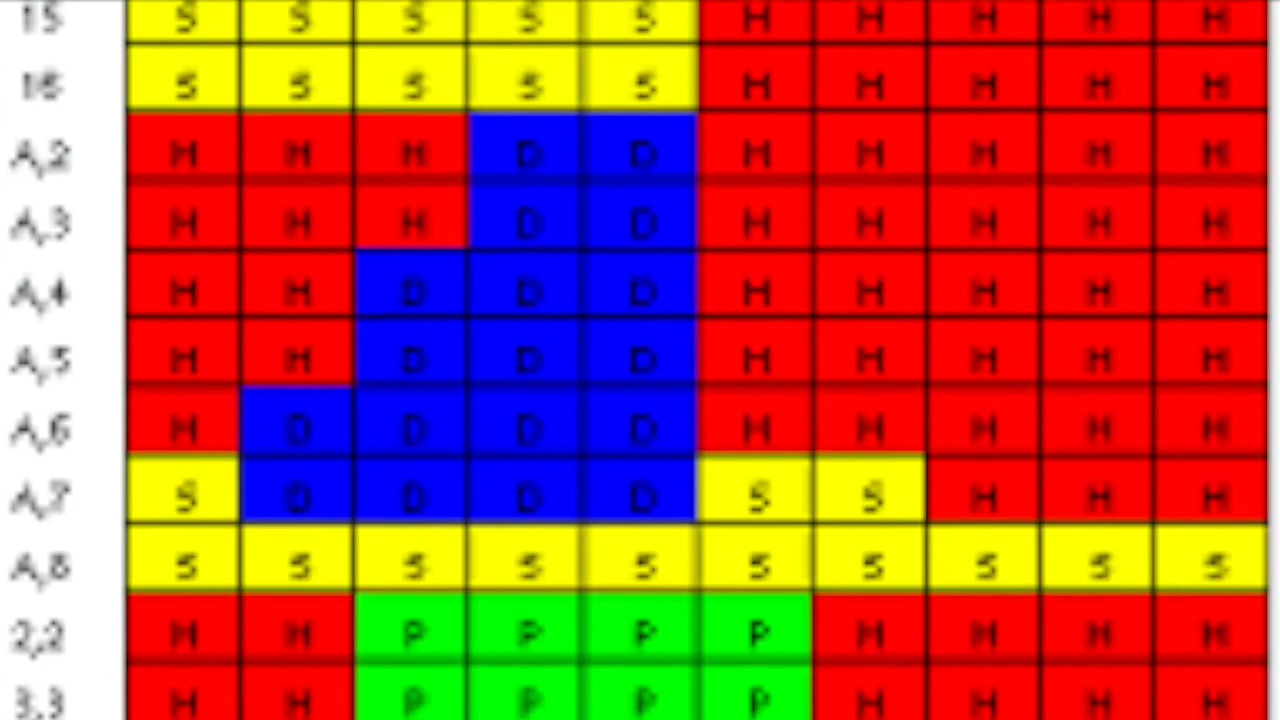 15 S S S S S H H H H H
16 S S S S S H H H H H
A,2 H H H D D H H H H H
A,3 H H H D D H H H H H
A,4 H H D D D H H H H H
A,5 H H D D D H H H H H
A,6 H D D D D H H H H H
A,7 S D D D D S S H H H
A,8 S S S S S S S S S S
2,2 H H P P P P H H H H
3,3 H H P P P P H H H H